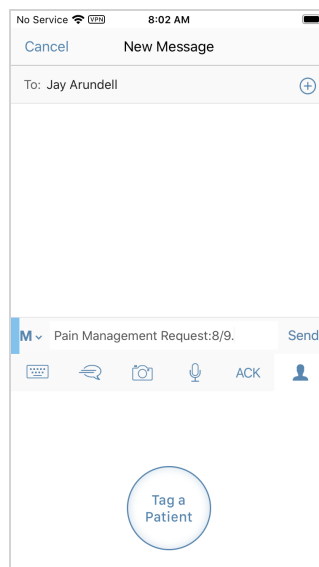 No Service VPN 8:02 AM
Cancel New Message
To: Jay Arundell
M Pain Management Request:8/9. Send
ACK
Tag a
Patient